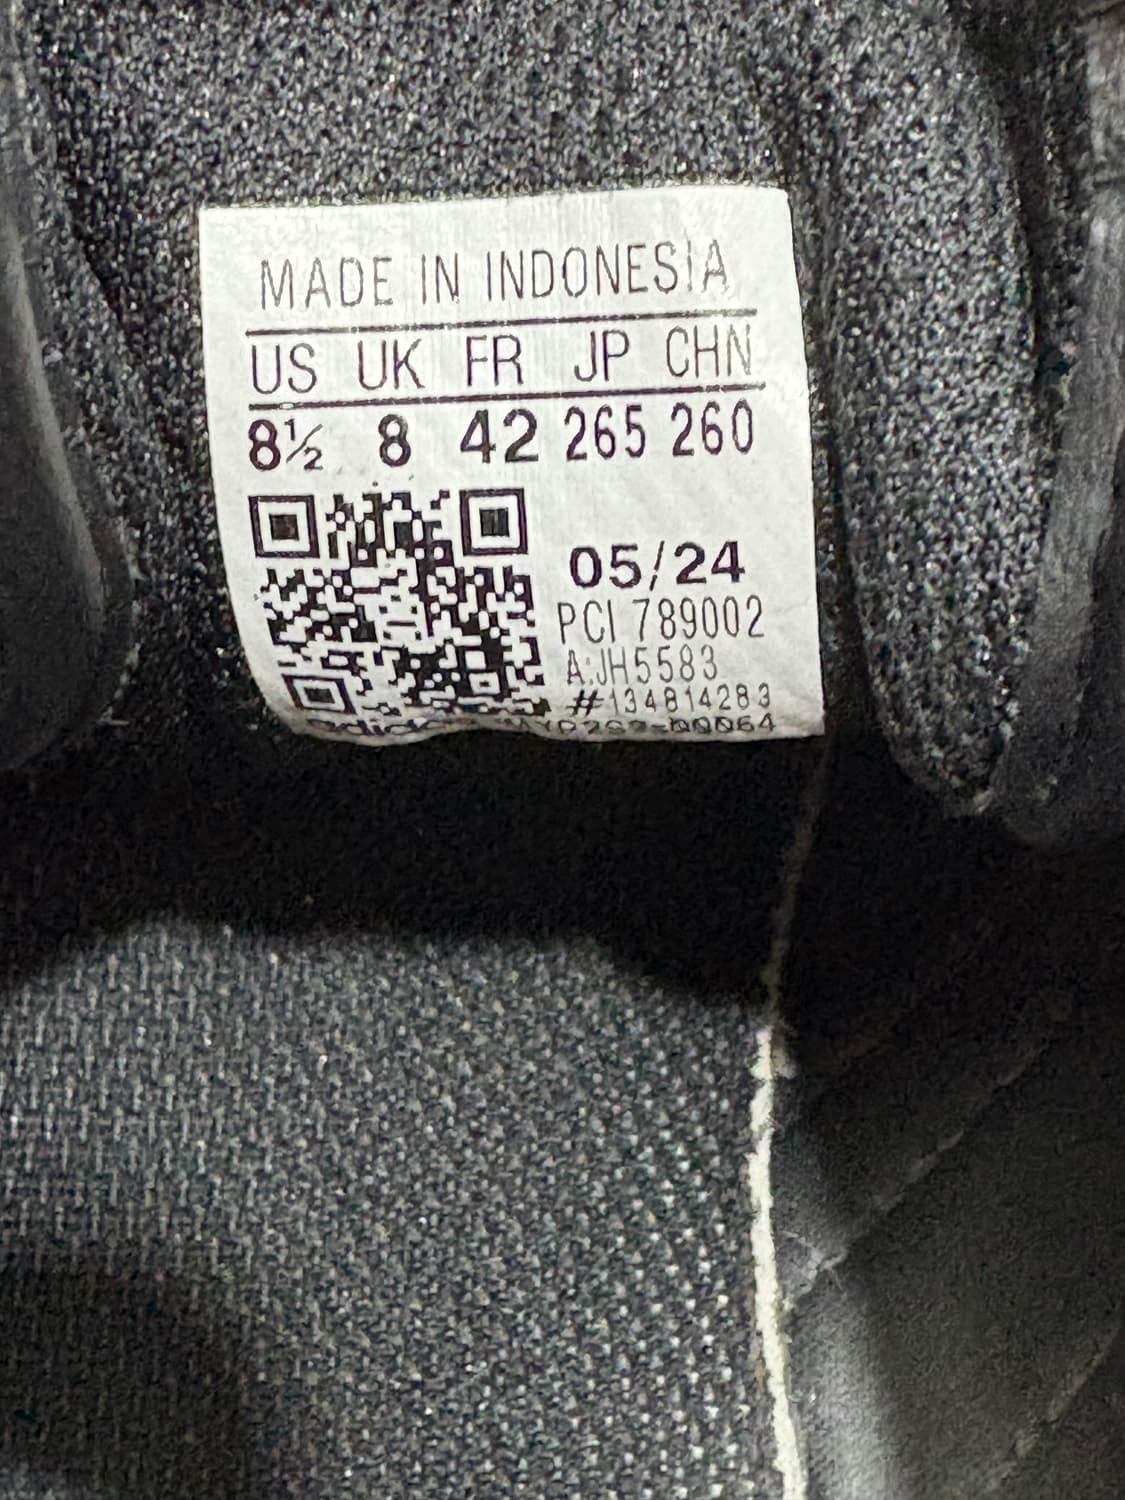 MADE IN INDONESIA
US UK FR JP CHN
8½ 8 42 265 260
05/24
PCI 789002
A:JH5583
#134814283